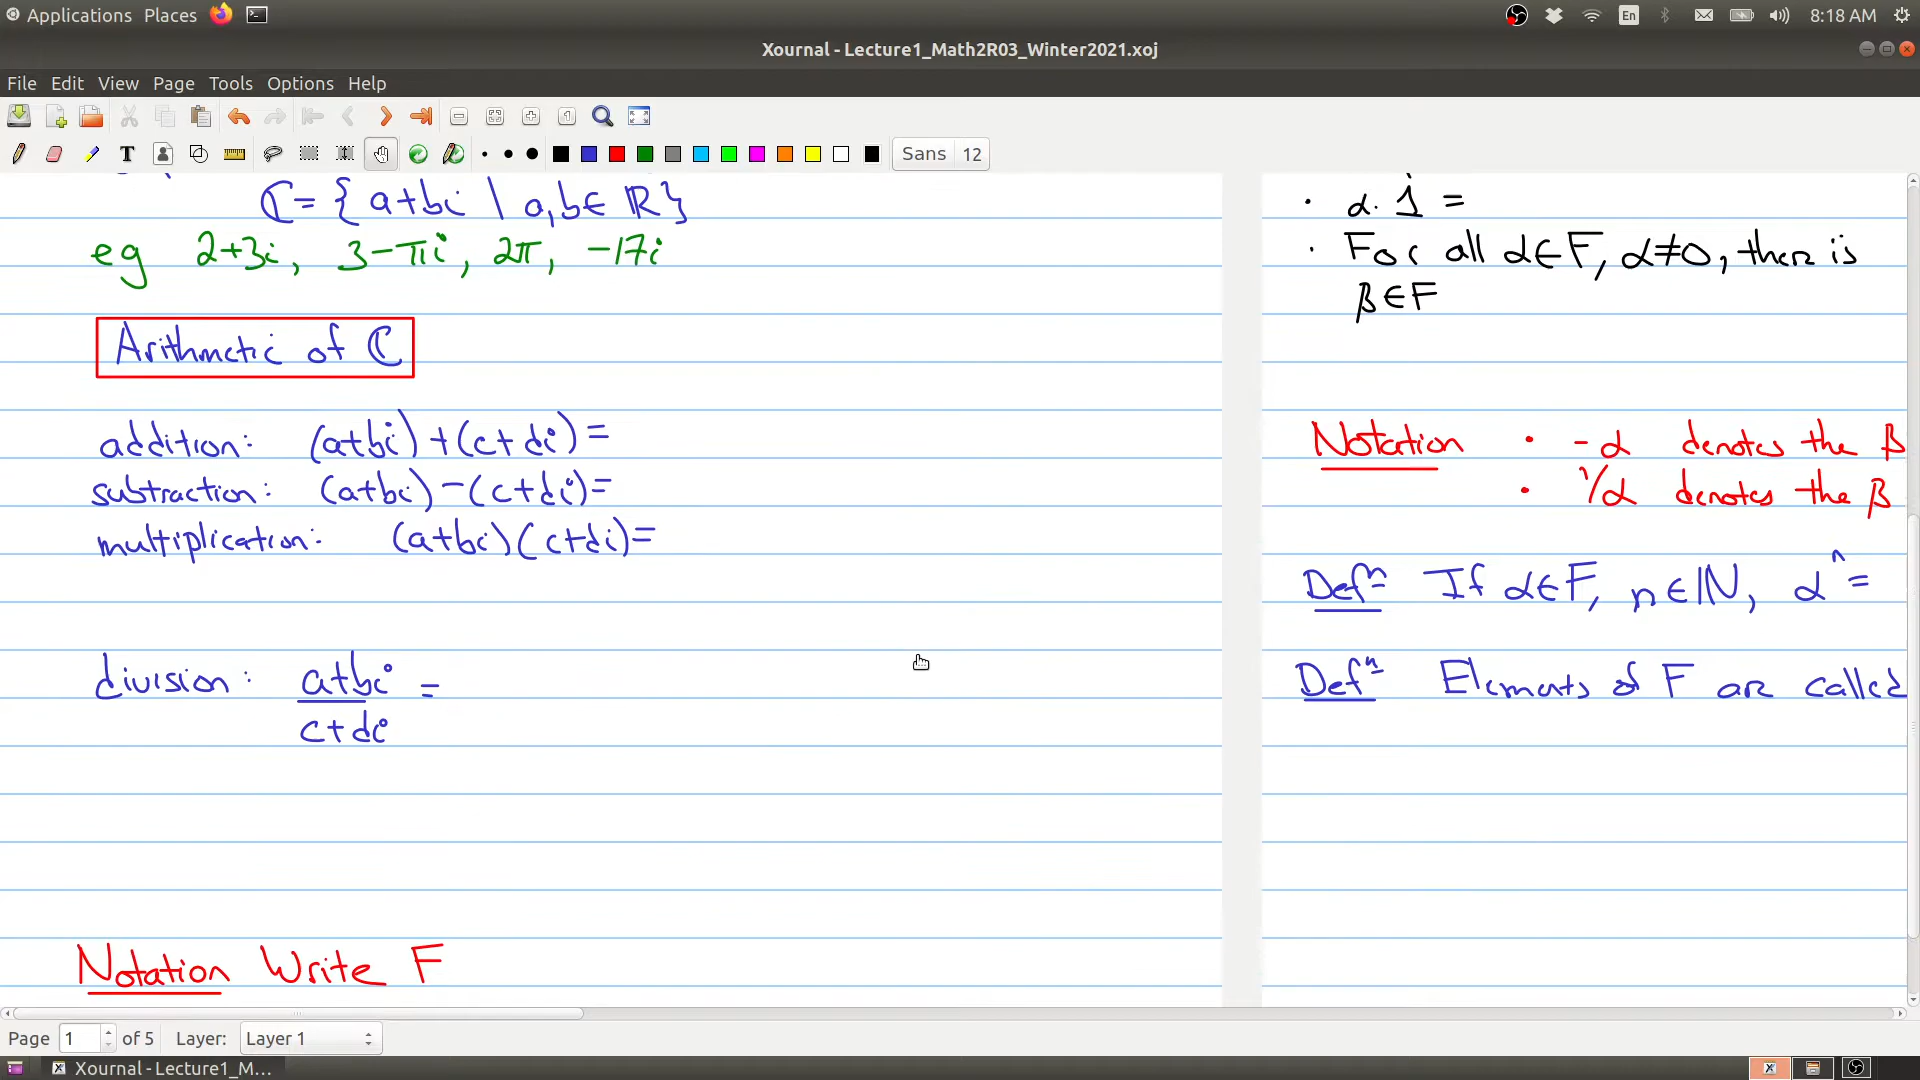 Applications Places En 8:18 AM
Xournal - Lecture1_Math2R03_Winter2021.xoj
File Edit View Page Tools Options Help
Sans 12
ℂ = { a+bi | a,b ∈ ℝ }
eg 2+3i, 3-πi, 2π, -17i
Arithmetic of ℂ
addition: (a+bi)+(c+di)=
subtraction: (a+bi)-(c+di)=
multiplication: (a+bi)(c+di)=
division: a+bi =
c+di
Notation Write F
· α·1 =
· For all α∈F, α≠0, there is
β∈F
Notation · -α denotes the β
· 1/α denotes the β
Defⁿ If α∈F, n∈ℕ, αⁿ =
Defⁿ Elements of F are called
Page 1 of 5 Layer: Layer 1
Xournal - Lecture1_M...